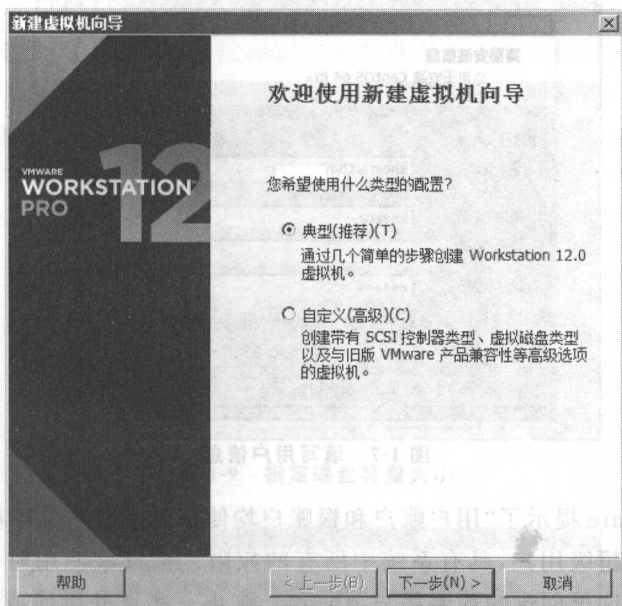 新建虚拟机向导
欢迎使用新建虚拟机向导
VMWARE
WORKSTATION
PRO
12
您希望使用什么类型的配置?
典型(推荐)(T)
通过几个简单的步骤创建 Workstation 12.0
虚拟机。
自定义(高级)(C)
创建带有 SCSI 控制器类型、虚拟磁盘类型
以及与旧版 VMware 产品兼容性等高级选项
的虚拟机。
帮助
< 上一步(B)
下一步(N) >
取消